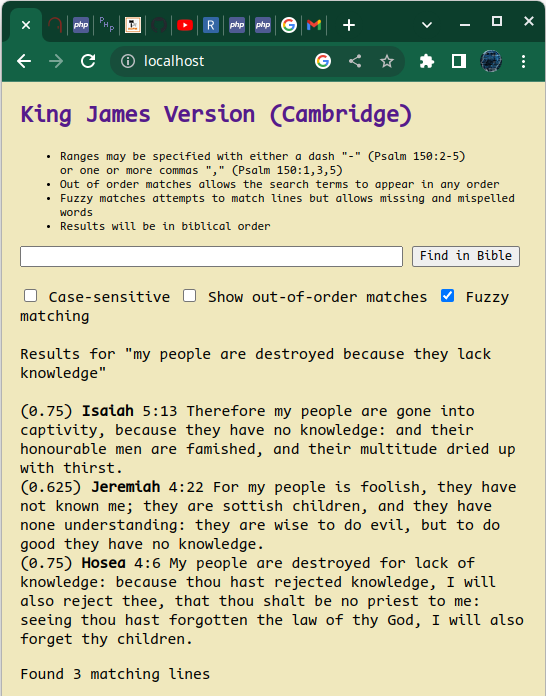 php
PHP
php
R
php
php
localhost
King James Version (Cambridge)
• Ranges may be specified with either a dash "-" (Psalm 150:2-5)
or one or more commas "," (Psalm 150:1,3,5)
• Out of order matches allows the search terms to appear in any order
• Fuzzy matches attempts to match lines but allows missing and mispelled
words
• Results will be in biblical order
Find in Bible
Case-sensitive Show out-of-order matches Fuzzy
matching
Results for "my people are destroyed because they lack
knowledge"
(0.75) Isaiah 5:13 Therefore my people are gone into
captivity, because they have no knowledge: and their
honourable men are famished, and their multitude dried up
with thirst.
(0.625) Jeremiah 4:22 For my people is foolish, they have
not known me; they are sottish children, and they have
none understanding: they are wise to do evil, but to do
good they have no knowledge.
(0.75) Hosea 4:6 My people are destroyed for lack of
knowledge: because thou hast rejected knowledge, I will
also reject thee, that thou shalt be no priest to me:
seeing thou hast forgotten the law of thy God, I will also
forget thy children.
Found 3 matching lines